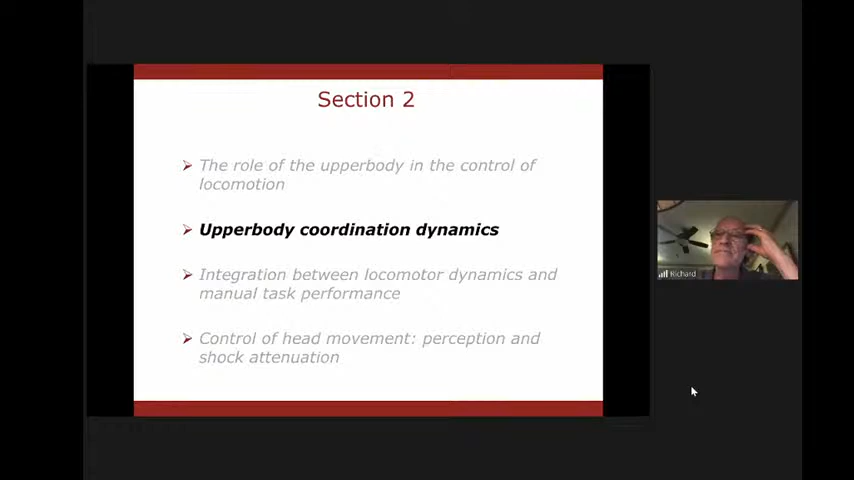 Section 2
➢ The role of the upperbody in the control of
locomotion
➢ Upperbody coordination dynamics
➢ Integration between locomotor dynamics and
manual task performance
➢ Control of head movement: perception and
shock attenuation
Richard